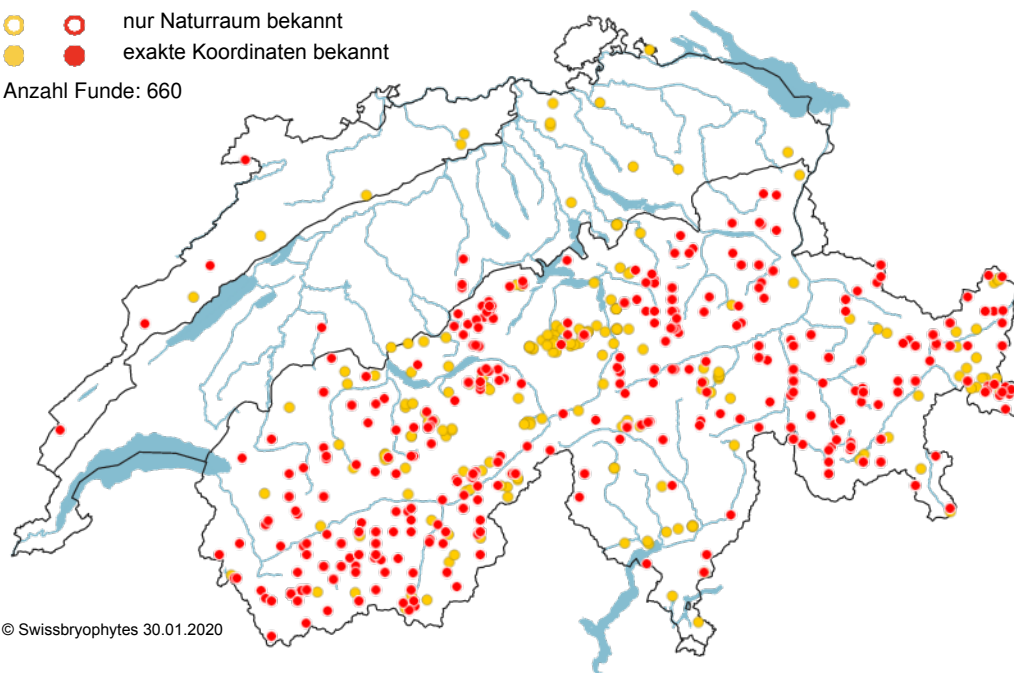 nur Naturraum bekannt
exakte Koordinaten bekannt
Anzahl Funde: 660
© Swissbryophytes 30.01.2020